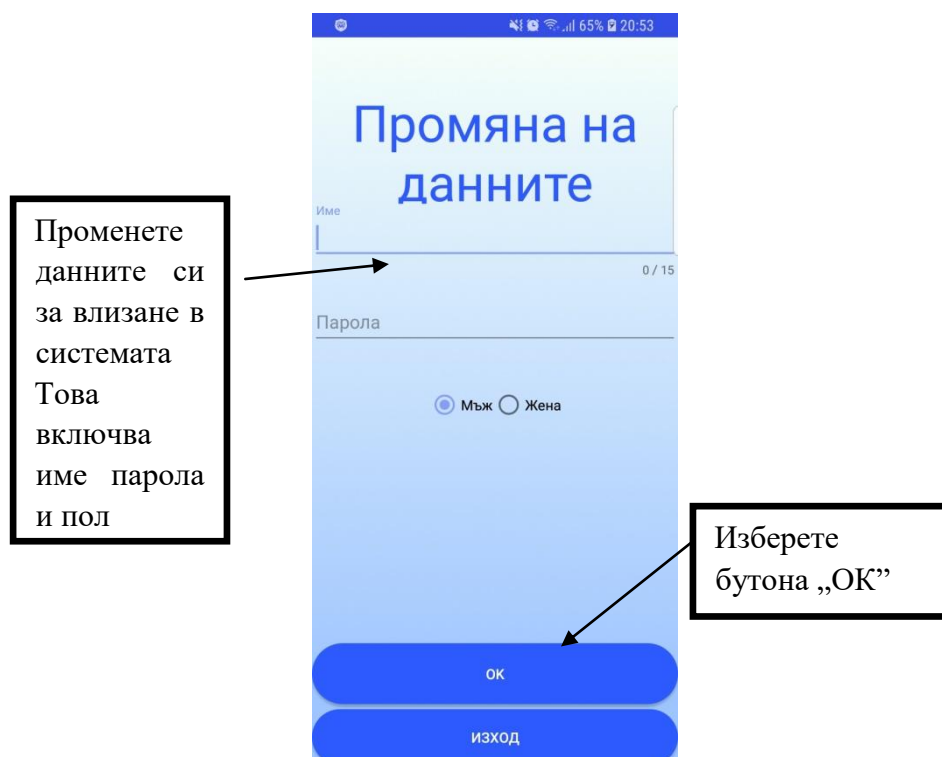 65% 20:53
Промяна на
данните
Име
0 / 15
Парола
Мъж Жена
ОК
ИЗХОД
Променете
данните си
за влизане в
системата
Това
включва
име парола
и пол
Изберете
бутона „ОК”